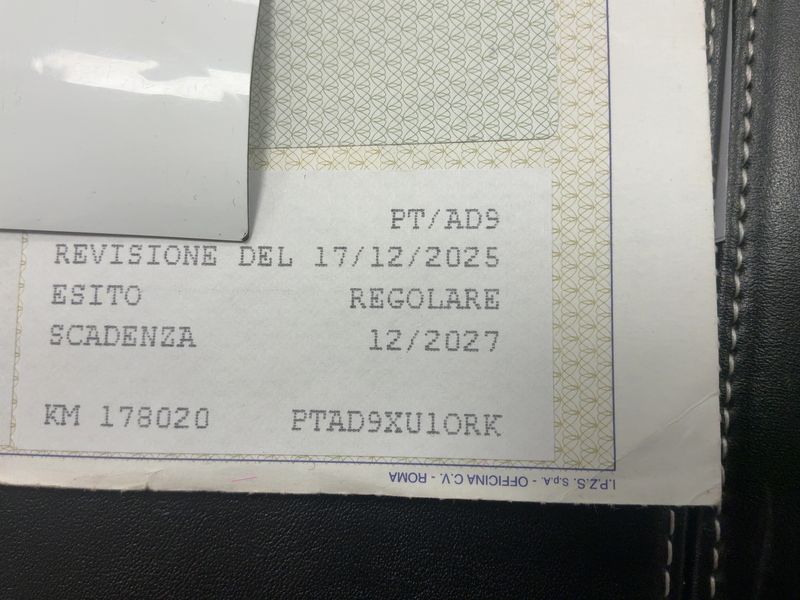 PT/AD9
REVISIONE DEL 17/12/2025
ESITO REGOLARE
SCADENZA 12/2027
KM 178020 PTAD9XU1ORK
I.P.Z.S. S.p.A. - OFFICINA C.V. - ROMA